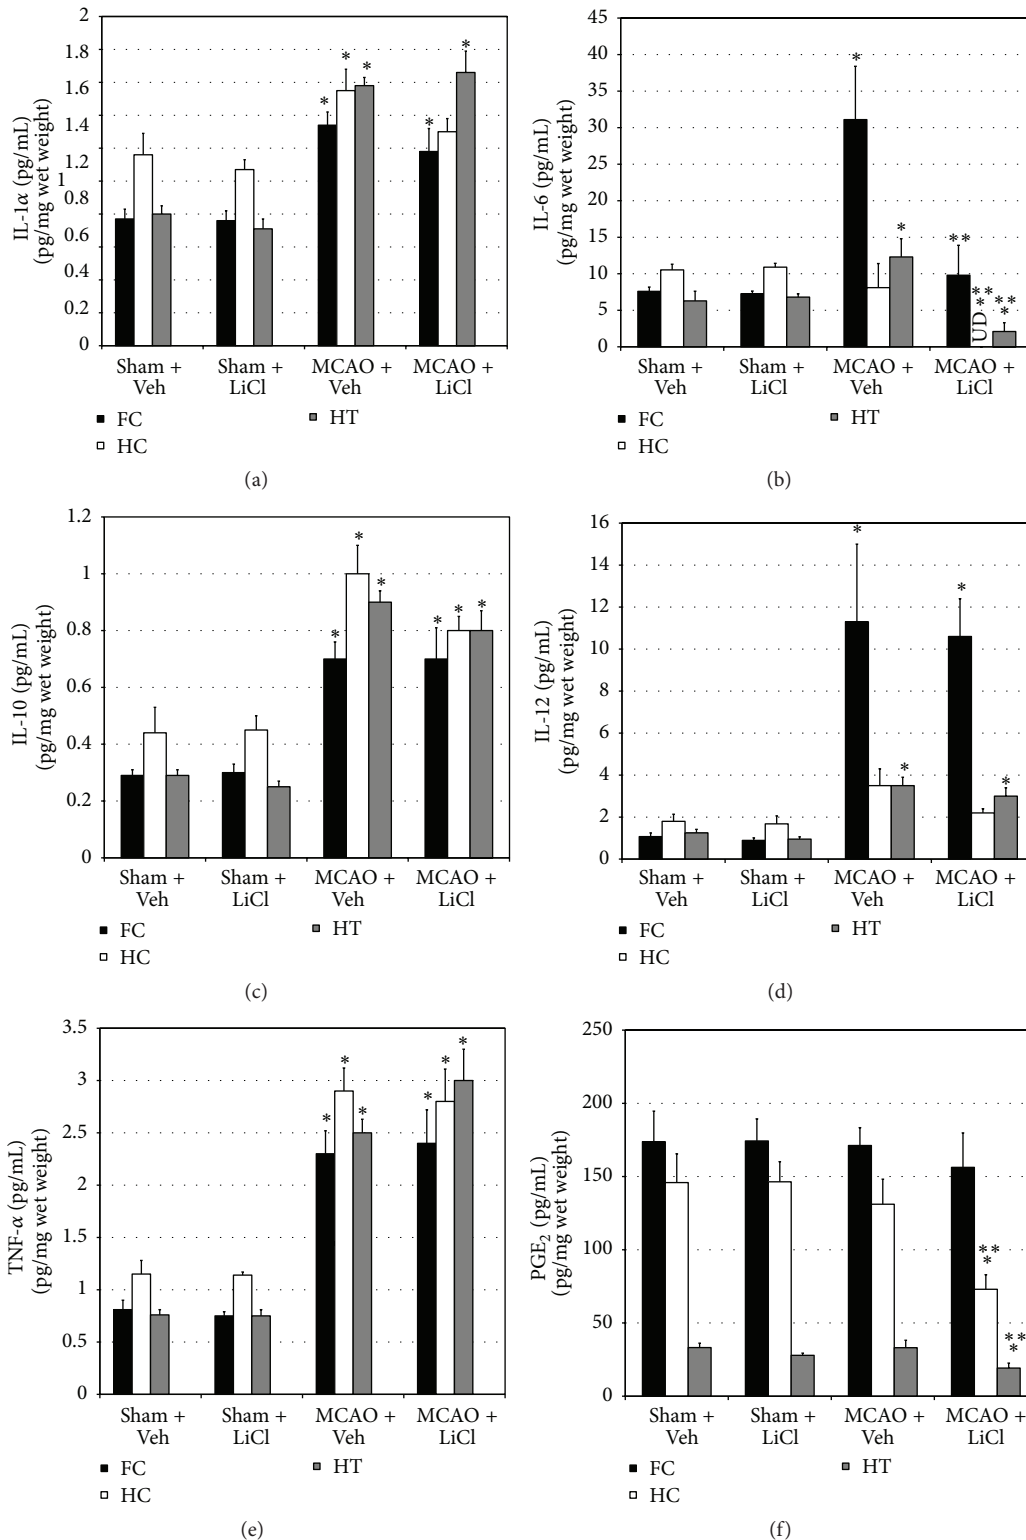 2
1.8
1.6
1.4
1.2
1
0.8
0.6
0.4
0.2
0
IL-1α (pg/mL)
(pg/mg wet weight)
* * * * *
Sham + Veh
Sham + LiCl
MCAO + Veh
MCAO + LiCl
FC
HC
HT
(a)
45
40
35
30
25
20
15
10
5
0
IL-6 (pg/mL)
(pg/mg wet weight)
* * ** ** * UD ** *
Sham + Veh
Sham + LiCl
MCAO + Veh
MCAO + LiCl
FC
HC
HT
(b)
1.2
1
0.8
0.6
0.4
0.2
0
IL-10 (pg/mL)
(pg/mg wet weight)
* * * * * *
Sham + Veh
Sham + LiCl
MCAO + Veh
MCAO + LiCl
FC
HC
HT
(c)
16
14
12
10
8
6
4
2
0
IL-12 (pg/mL)
(pg/mg wet weight)
* * * *
Sham + Veh
Sham + LiCl
MCAO + Veh
MCAO + LiCl
FC
HC
HT
(d)
3.5
3
2.5
2
1.5
1
0.5
0
TNF-α (pg/mL)
(pg/mg wet weight)
* * * * * *
Sham + Veh
Sham + LiCl
MCAO + Veh
MCAO + LiCl
FC
HC
HT
(e)
250
200
150
100
50
0
PGE₂ (pg/mL)
(pg/mg wet weight)
** * ** *
Sham + Veh
Sham + LiCl
MCAO + Veh
MCAO + LiCl
FC
HC
HT
(f)